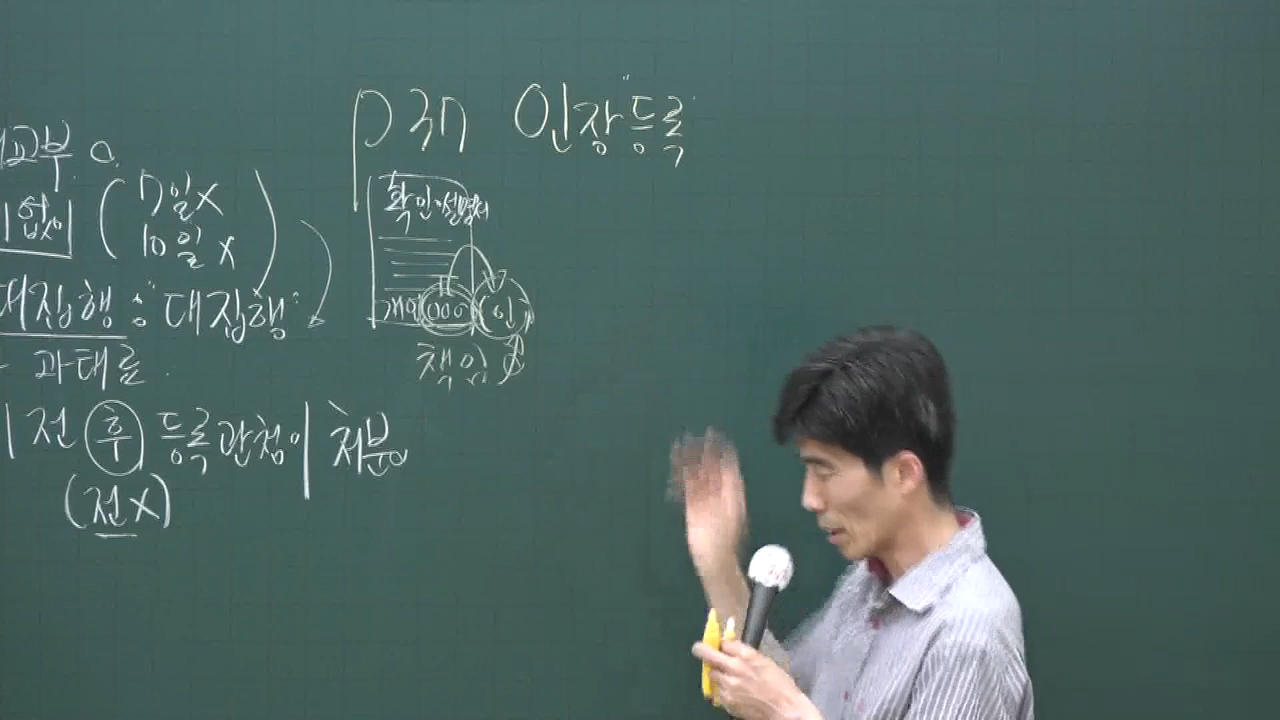 P 37 인장"등록
교부 O
없이 ( 7일 X
10일 X )
대집행 : "대집행"
과태료
전 (후) 등록관청이 처분
(전X)
확인·설명서
개업 000 (인)
책임